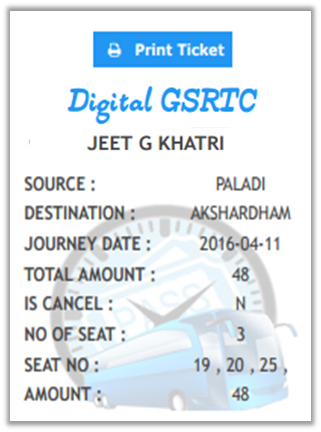 Print Ticket
Digital GSRTC
JEET G KHATRI
SOURCE : PALADI
DESTINATION : AKSHARDHAM
JOURNEY DATE : 2016-04-11
TOTAL AMOUNT : 48
IS CANCEL : N
NO OF SEAT : 3
SEAT NO : 19 , 20 , 25 ,
AMOUNT : 48
PASS